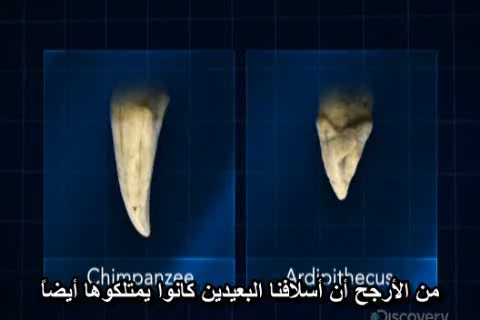 Chimpanzee
Ardipithecus
من الأرجح أن أسلافنا البعيدين كانوا يمتلكوها أيضاً
Discovery